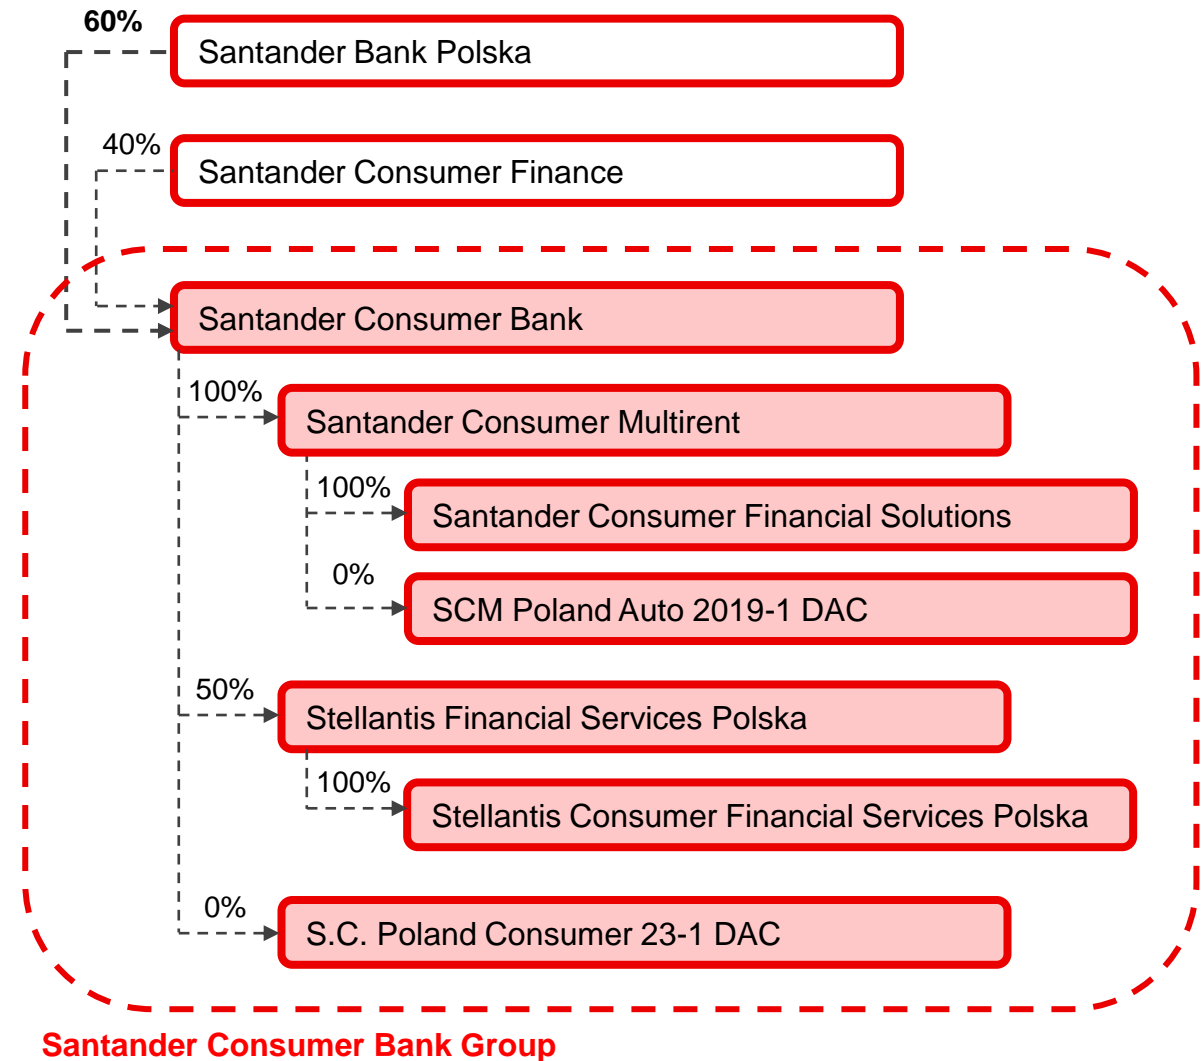 60%
Santander Bank Polska
40%
Santander Consumer Finance
Santander Consumer Bank
100%
Santander Consumer Multirent
100%
Santander Consumer Financial Solutions
0%
SCM Poland Auto 2019-1 DAC
50%
Stellantis Financial Services Polska
100%
Stellantis Consumer Financial Services Polska
0%
S.C. Poland Consumer 23-1 DAC
Santander Consumer Bank Group